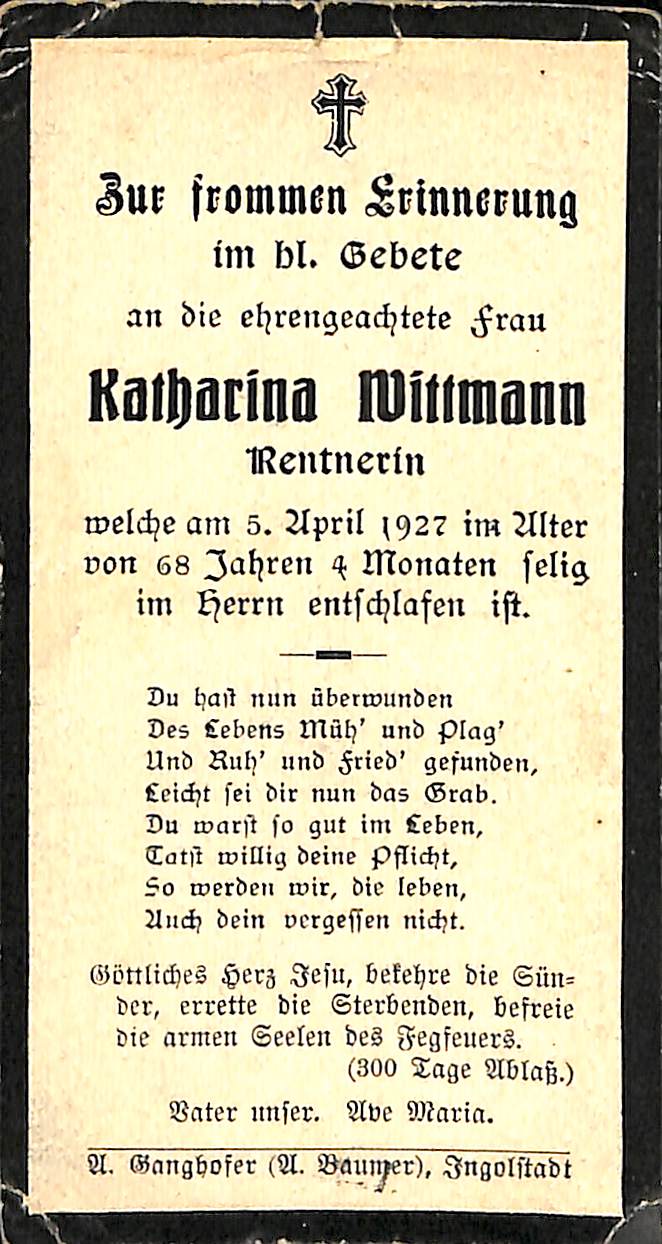 Zur frommen Erinnerung
im hl. Gebete
an die ehrengeachtete Frau
Katharina Wittmann
Rentnerin
welche am 5. April 1927 im Alter
von 68 Jahren 4 Monaten selig
im Herrn entschlafen ist.
Du hast nun überwunden
Des Lebens Müh' und Plag'
Und Ruh' und Fried' gefunden,
Leicht sei dir nun das Grab.
Du warst so gut im Leben,
Tatst willig deine Pflicht,
So werden wir, die leben,
Auch dein vergessen nicht.
Göttliches Herz Jesu, bekehre die Sün=
der, errette die Sterbenden, befreie
die armen Seelen des Fegfeuers.
(300 Tage Ablaß.)
Vater unser. Ave Maria.
A. Ganghofer (A. Baumer), Ingolstadt